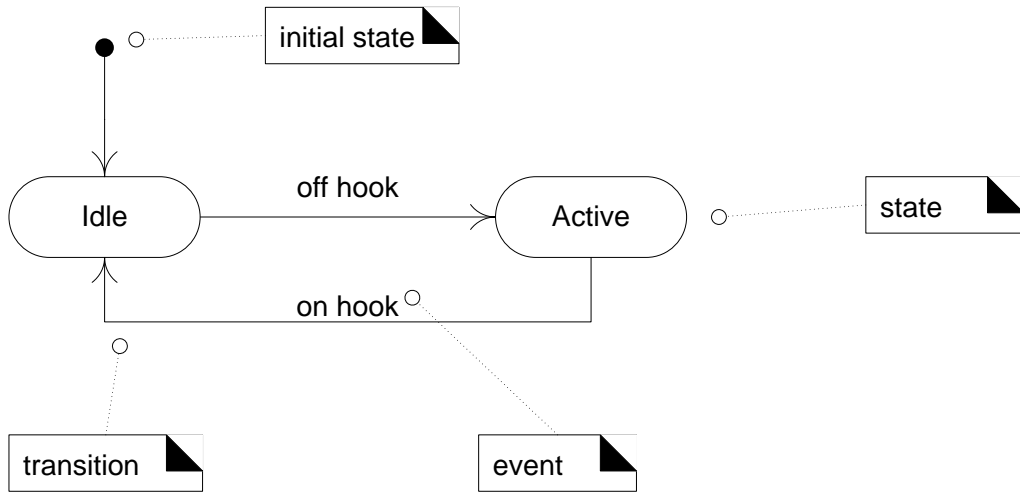 initial state
off hook
Idle
Active
state
on hook
transition
event